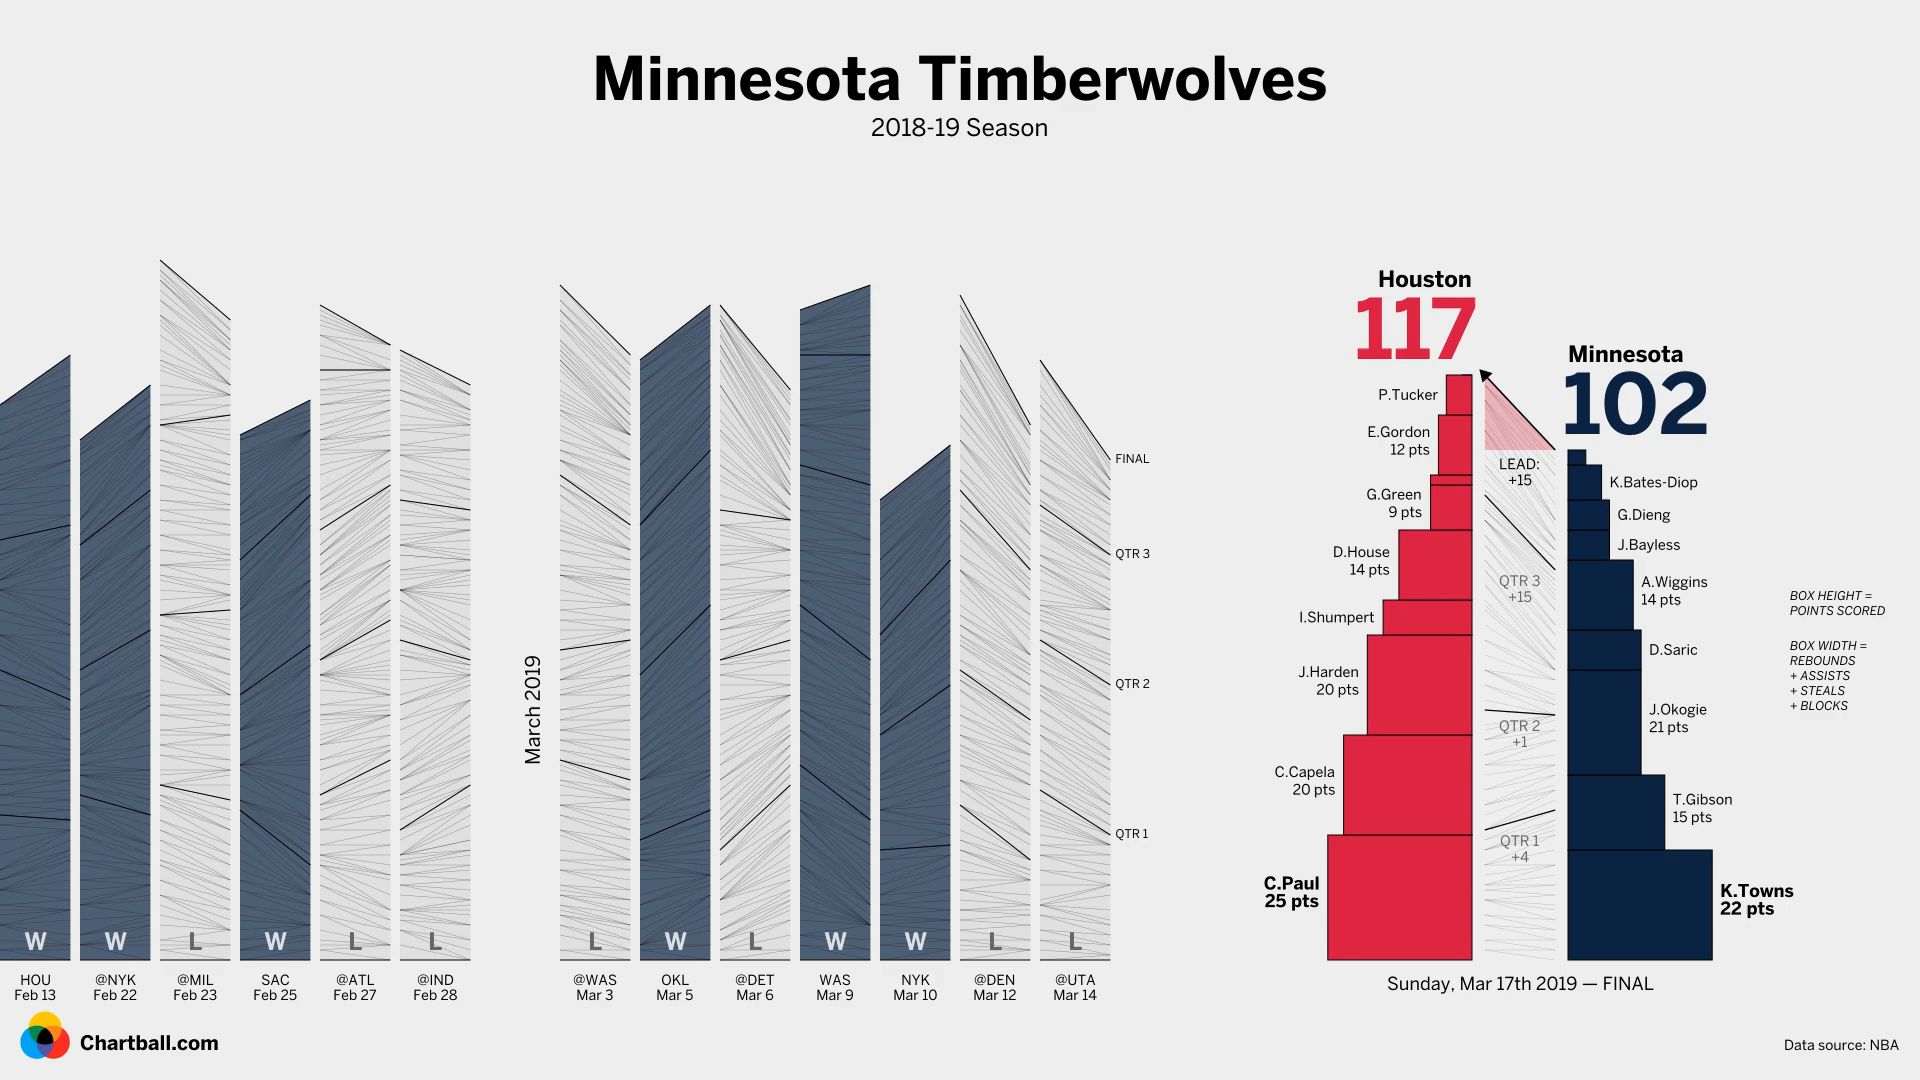 Minnesota Timberwolves
2018-19 Season
W
HOU
Feb 13
W
@NYK
Feb 22
L
@MIL
Feb 23
W
SAC
Feb 25
L
@ATL
Feb 27
L
@IND
Feb 28
March 2019
L
@WAS
Mar 3
W
OKL
Mar 5
L
@DET
Mar 6
W
WAS
Mar 9
W
NYK
Mar 10
L
@DEN
Mar 12
L
@UTA
Mar 14
FINAL
QTR 3
QTR 2
QTR 1
Houston
117
P.Tucker
E.Gordon
12 pts
G.Green
9 pts
D.House
14 pts
I.Shumpert
J.Harden
20 pts
C.Capela
20 pts
C.Paul
25 pts
LEAD:
+15
QTR 3
+15
QTR 2
+1
QTR 1
+4
Minnesota
102
K.Bates-Diop
G.Dieng
J.Bayless
A.Wiggins
14 pts
D.Saric
J.Okogie
21 pts
T.Gibson
15 pts
K.Towns
22 pts
Sunday, Mar 17th 2019 — FINAL
BOX HEIGHT =
POINTS SCORED
BOX WIDTH =
REBOUNDS
+ ASSISTS
+ STEALS
+ BLOCKS
Chartball.com
Data source: NBA